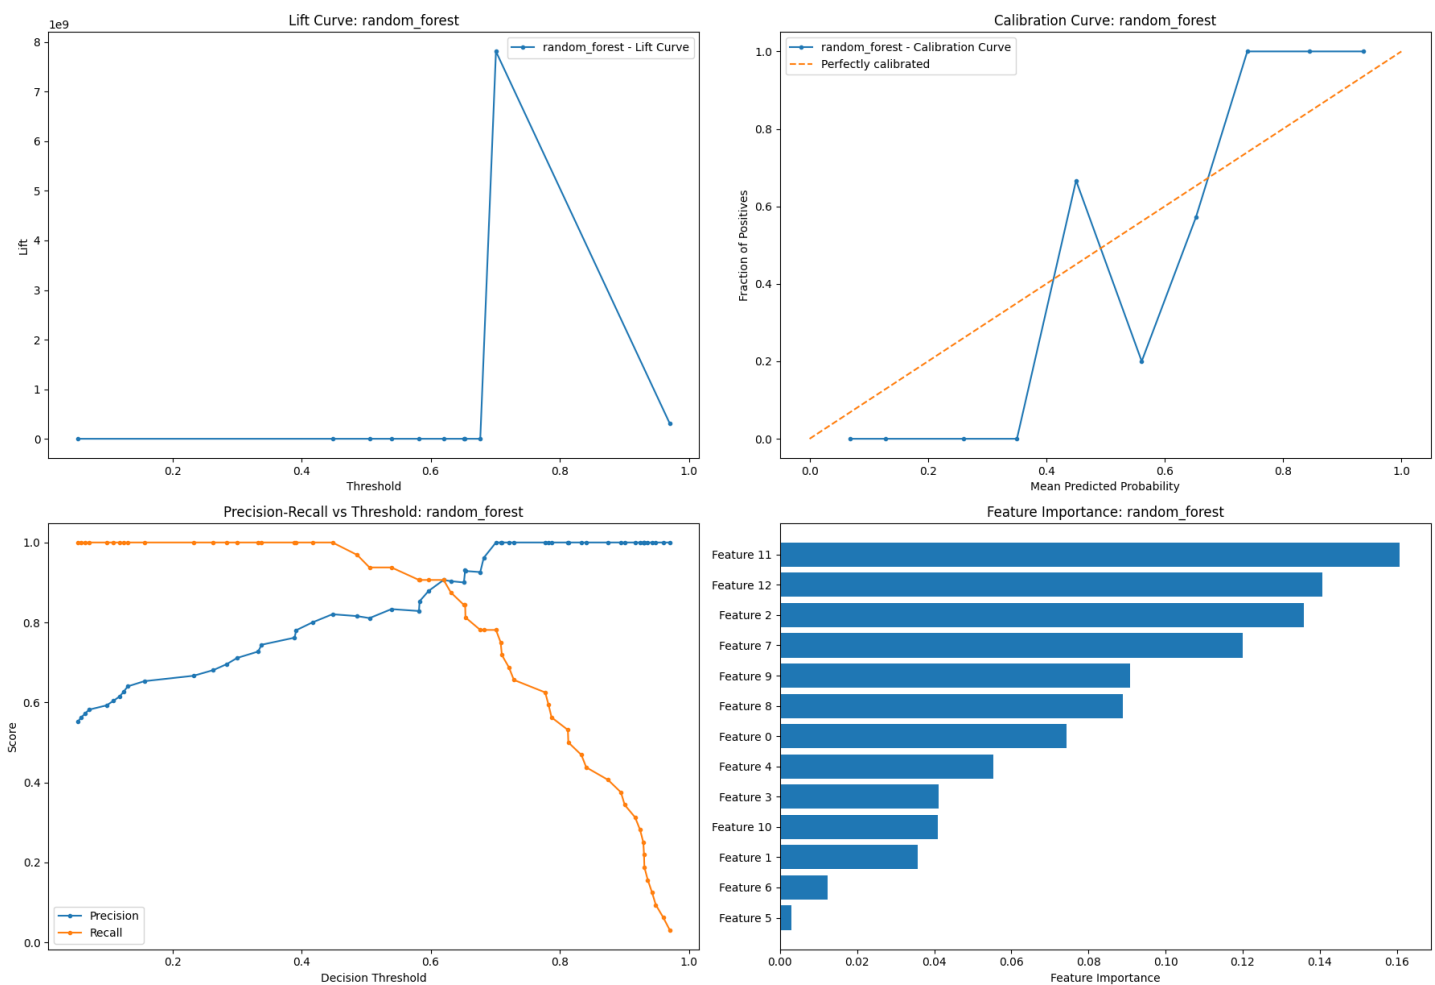 Lift Curve: random_forest
1e9
random_forest - Lift Curve
8
7
6
5
4
3
2
1
0
Lift
0.2
0.4
0.6
0.8
1.0
Threshold
Calibration Curve: random_forest
random_forest - Calibration Curve
Perfectly calibrated
1.0
0.8
0.6
0.4
0.2
0.0
Fraction of Positives
0.0
0.2
0.4
0.6
0.8
1.0
Mean Predicted Probability
Precision-Recall vs Threshold: random_forest
1.0
0.8
0.6
0.4
0.2
0.0
Score
Precision
Recall
0.2
0.4
0.6
0.8
1.0
Decision Threshold
Feature Importance: random_forest
Feature 11
Feature 12
Feature 2
Feature 7
Feature 9
Feature 8
Feature 0
Feature 4
Feature 3
Feature 10
Feature 1
Feature 6
Feature 5
0.00
0.02
0.04
0.06
0.08
0.10
0.12
0.14
0.16
Feature Importance